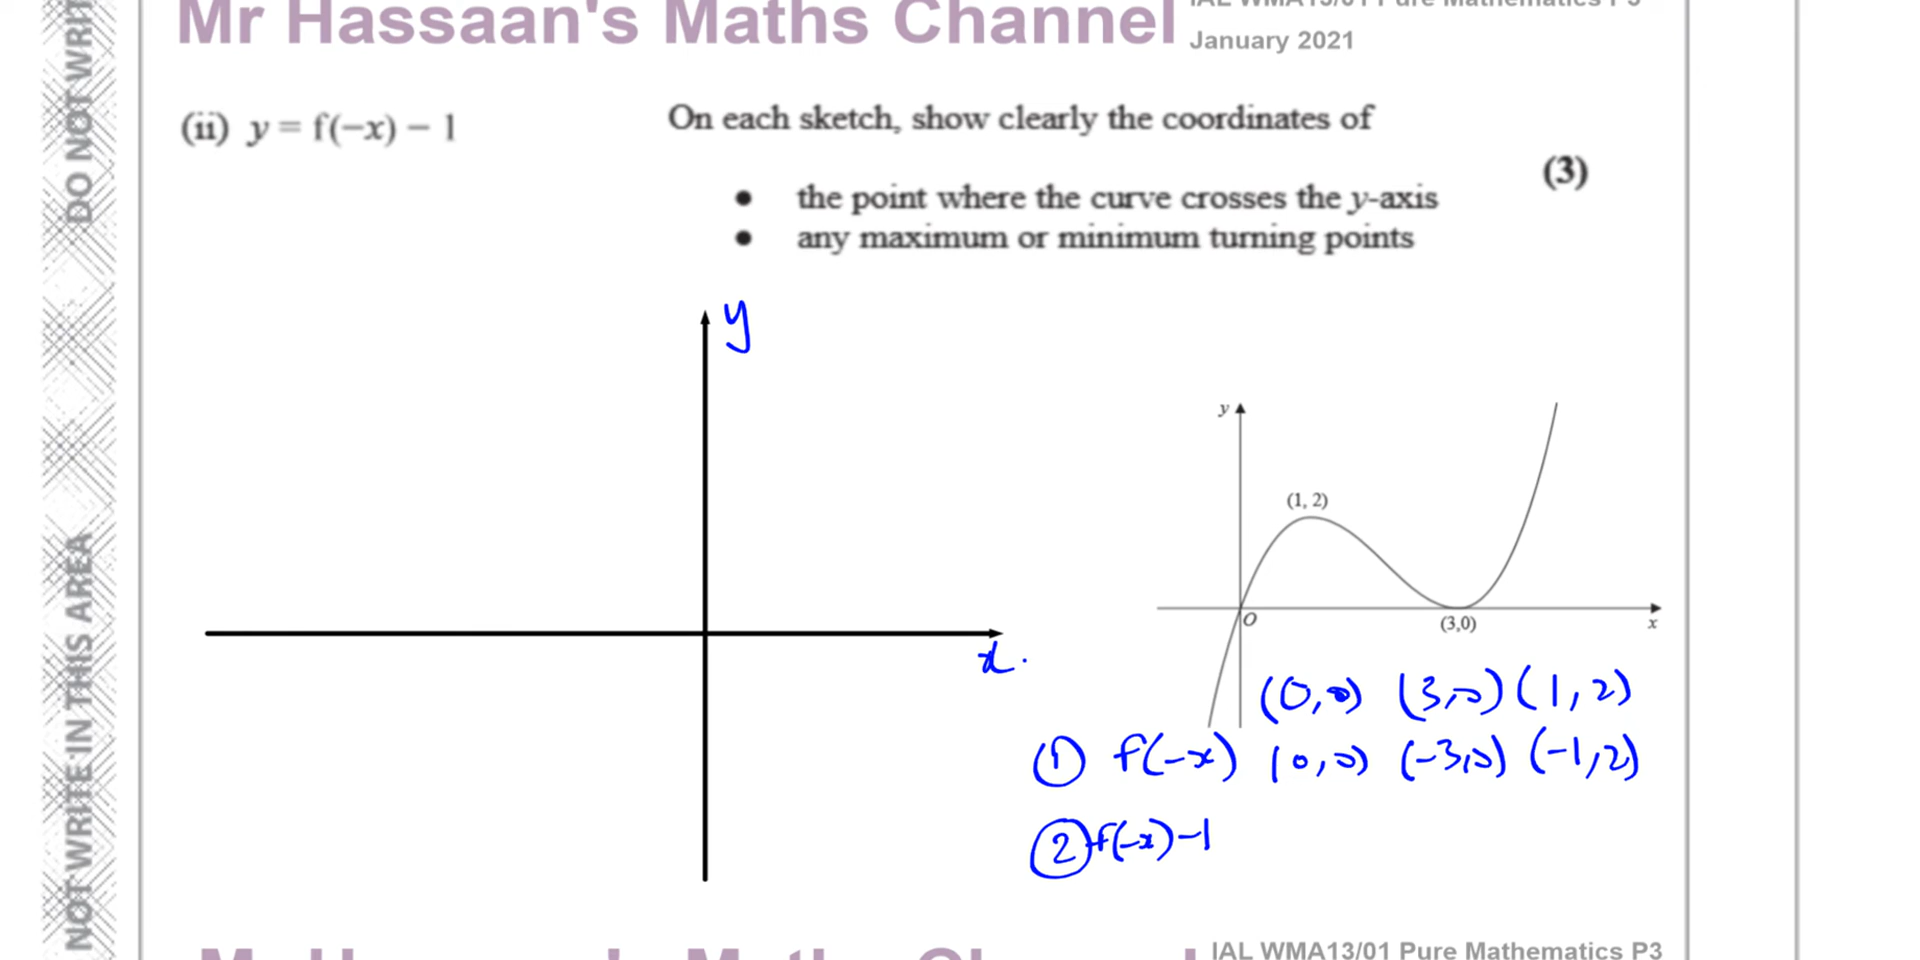 Mr Hassaan's Maths Channel
January 2021
DO NOT WRIT
(ii) y = f(−x) − 1
On each sketch, show clearly the coordinates of
(3)
• the point where the curve crosses the y-axis
• any maximum or minimum turning points
y
x.
y
(1, 2)
O
(3,0)
x
(0,0) (3,0) (1,2)
① f(-x) (0,0) (-3,0) (-1,2)
② f(-x)-1
NOT WRITE IN THIS AREA
IAL WMA13/01 Pure Mathematics P3